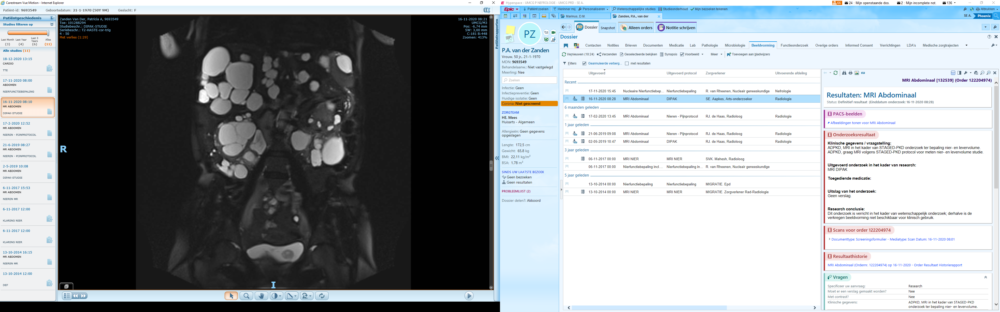 Carestream Vue Motion - Internet Explorer
Patiënt-id: 9693549 Geboortedatum: 21-1-1970 (50Y 9M) Geslacht: F
Patiëntgeschiedenis
Studies filteren op
Last Month (3) Last Year (4) Last 3 Years (6) Alles (11)
Alle studies (11)
18-12-2020 13:15
CARDIO
TTE
17-11-2020 08:00
ABDOMEN
NIERFUNCTIEBEPALING
16-11-2020 08:10
MR ABDOMEN
DIPAK-STUDIE
17-2-2020 12:52
MR ABDOMEN
NIEREN - PIJNPROTOCOL
21-6-2019 08:27
MR ABDOMEN
NIEREN - PIJNPROTOCOL
2-5-2019 10:08
MR ABDOMEN
DIPAK-STUDIE
6-11-2017 15:53
MR ABDOMEN
NIEREN MR
6-11-2017 12:00
KLARING NIER
6-11-2017 12:00
KLARING NIER
13-10-2014 16:15
MR ABDOMEN
NIEREN MR
13-10-2014 12:00
DEF
Zanden Van Der, Patricia A, 9693549
Toe: 101288294
Studiebeschr.: DIPAK-STUDIE
Seriebeschr.: T2-HASTE-cor-trig
4 - 50
Met verlies (1:29)
16-11-2020 08:21
UMCG/M3
Pos: -6,74 mm
SW: 3,00 mm
C:181 B:448
Zoomen: 413%
R
I
Patiëntrapporten
Hyperspace - UMCG P NEFROLOGIE - UMCG PRD - SE A.
66 24 : Mijn openstaande dos. 2 : Mijn incomplete not. 136
Epic Patiënt zoeken Herinner mij Personaliseren Wetenschappelijke studies Studieonderhoud Mijn bezoeken tekenen Afdrukken
Marinus, D.M. Zanden, P.A., van der SE A. Phoenix
PZ
P.A. van der Zanden
Vrouw, 50 jr., 21-1-1970
MDN: 9693549
Behandelaanw.: Niet vastgelegd
Meerling: Nee
Zoeken
Infectie: Geen
Infectiepreventie: Geen
Huidige isolatie: Geen
Corona: Niet gescreend
ZORGTEAM
HE. Mees
Huisarts - Algemeen
Allergieën: Geen gegevens
opgeslagen
Lengte: 172,5 cm
Gewicht: 65,8 kg
BMI: 22,11 kg/m²
BSA: 1,78 m²
SINDS UW LAATSTE BEZOEK
Geen bezoeken
Geen resultaten
PROBLEEMLIJST (2)
Dossier delen?: Akkoord
Dossier Snapshot Alleen orders Notitie schrijven
Dossier
Contacten Notities Brieven Documenten Medicatie Lab Pathologie Microbiologie Beeldvorming Functieonderzoek Overige orders Informed Consent Verrichtingen LDA's Medische zorgtrajecten
Vernieuwen (10:24) Verzenden Geselecteerde bekijken Synopsis Voorbeeld Meer Toevoegen aan bladwijzers
Filters Geannuleerde verberg... met resultaten
Uitgevoerd Uitgevoerd protocol Zorgverlener Uitvoerende afdeling
Recent
17-11-2020 15:45 Nucleaire Nierfunctiebep... Nierfunctiebepaling R. van Rheenen, Nucleair geneeskundige Nefrologie
16-11-2020 08:28 MRI Abdominaal DIPAK SE. Aapkes, Arts-onderzoeker Radiologie
6 maanden geleden
17-02-2020 13:45 MRI Abdominaal Nieren - Pijnprotocol RJ. de Haas, Radioloog Radiologie
1 jaar geleden
21-06-2019 09:08 MRI Abdominaal Nieren - Pijnprotocol RJ. de Haas, Radioloog Radiologie
02-05-2019 10:47 MRI Abdominaal DIPAK RJ. de Haas, Radioloog Radiologie
3 jaar geleden
06-11-2017 00:00 MRI NIER MRI NIER SVK. Mahesh, Radioloog
06-11-2017 00:00 Nierfunctiebepaling incl.... Nierfunctiebepaling in... R. van Rheenen, Nucleair geneeskundige
5 jaar geleden
13-10-2014 00:00 Nierfunctiebepaling Nierfunctiebepaling MIGRATIE. Epd
13-10-2014 00:00 MRI NIER MRI NIER MIGRATIE. Zorgverlener Rad-Radiologie
MRI Abdominaal [132539] (Order 122204974)
Resultaten: MRI Abdominaal
Status: Definitief resultaat (Einddatum onderzoek: 16-11-2020 08:28)
PACS-beelden
Afbeeldingen tonen voor MRI Abdominaal
Onderzoeksresultaat
Klinische gegevens / vraagstelling:
ADPKD, MRI in het kader van STAGED-PKD onderzoek ter bepaling nier- en levervolume.
ADPKD, graag MRI volgens STAGED-PKD protocol voor meten nier- en levervolume studie.
Uitgevoerd onderzoek in het kader van research:
MRI DIPAK
Toegediende medicatie:
Uitslag van het onderzoek:
Geen verslag.
Research conclusie:
Dit onderzoek is verricht in het kader van wetenschappelijk onderzoek; derhalve is de
verkregen beeldvorming niet beschikbaar voor klinisch gebruik.
Scans voor order 122204974
Documenttype: Screeningsformulier - Mediatype: Scan Datum: 16-11-2020 08:01
Resultaathistorie
MRI Abdominaal (Ordernr. 122204974) op 16-11-2020 - Order Resultaat Historierapport
Vragen
Specificeer uw aanvraag: Research
Moet er een verslag gemaakt worden? Nee
Met contrast? Nee
Klinische gegevens: ADPKD, MRI in het kader van STAGED-PKD
onderzoek ter bepaling nier- en levervolume.